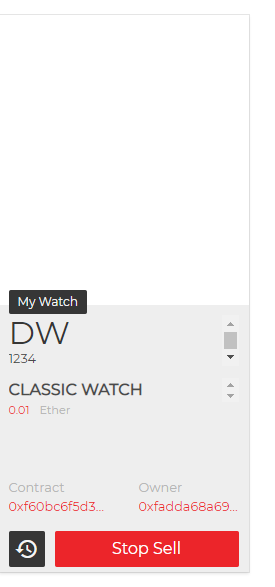 My Watch
DW
1234
CLASSIC WATCH
0.01 Ether
Contract Owner
0xf60bc6f5d3... 0xfadda68a69...
Stop Sell